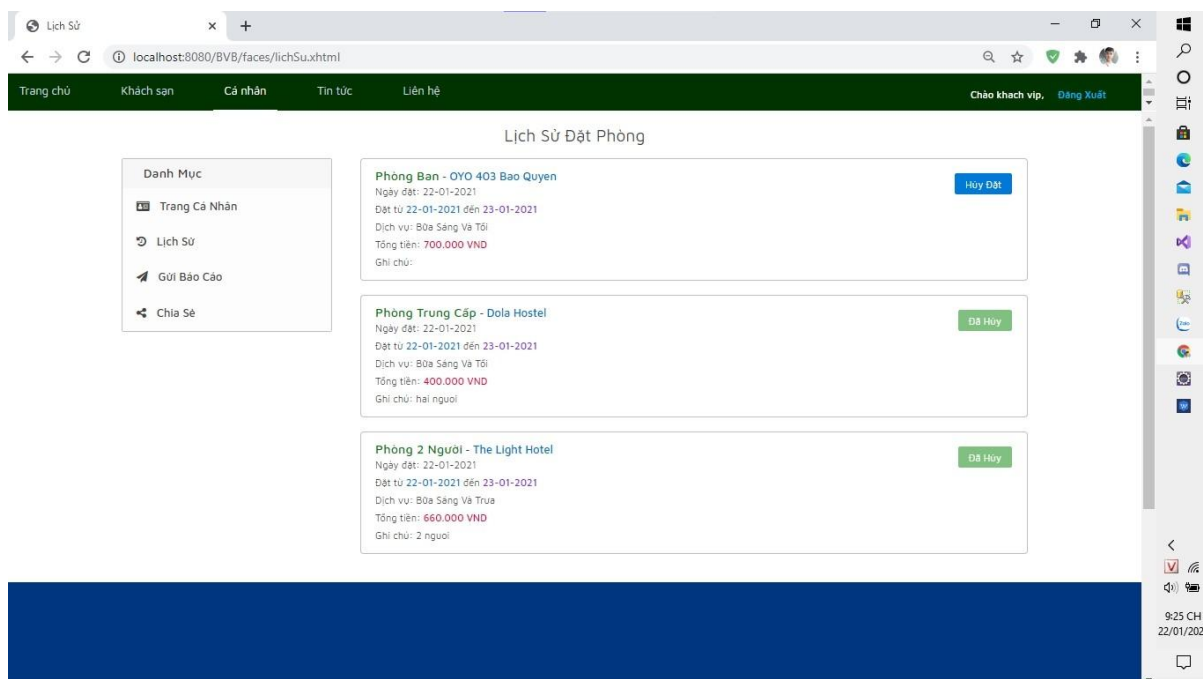 Lịch Sử
localhost:8080/BVB/faces/lichSu.xhtml
Trang chủ Khách sạn Cá nhân Tin tức Liên hệ Chào khach vip, Đăng Xuất
Lịch Sử Đặt Phòng
Danh Mục
Trang Cá Nhân
Lịch Sử
Gửi Báo Cáo
Chia Sẻ
Phòng Ban - OYO 403 Bao Quyen
Hủy Đặt
Ngày đặt: 22-01-2021
Đặt từ 22-01-2021 đến 23-01-2021
Dịch vụ: Bữa Sáng Và Tối
Tổng tiền: 700.000 VND
Ghi chú:
Phòng Trung Cấp - Dola Hostel
Đã Hủy
Ngày đặt: 22-01-2021
Đặt từ 22-01-2021 đến 23-01-2021
Dịch vụ: Bữa Sáng Và Tối
Tổng tiền: 400.000 VND
Ghi chú: hai nguoi
Phòng 2 Người - The Light Hotel
Đã Hủy
Ngày đặt: 22-01-2021
Đặt từ 22-01-2021 đến 23-01-2021
Dịch vụ: Bữa Sáng Và Trưa
Tổng tiền: 660.000 VND
Ghi chú: 2 nguoi
Zalo
V
9:25 CH
22/01/202